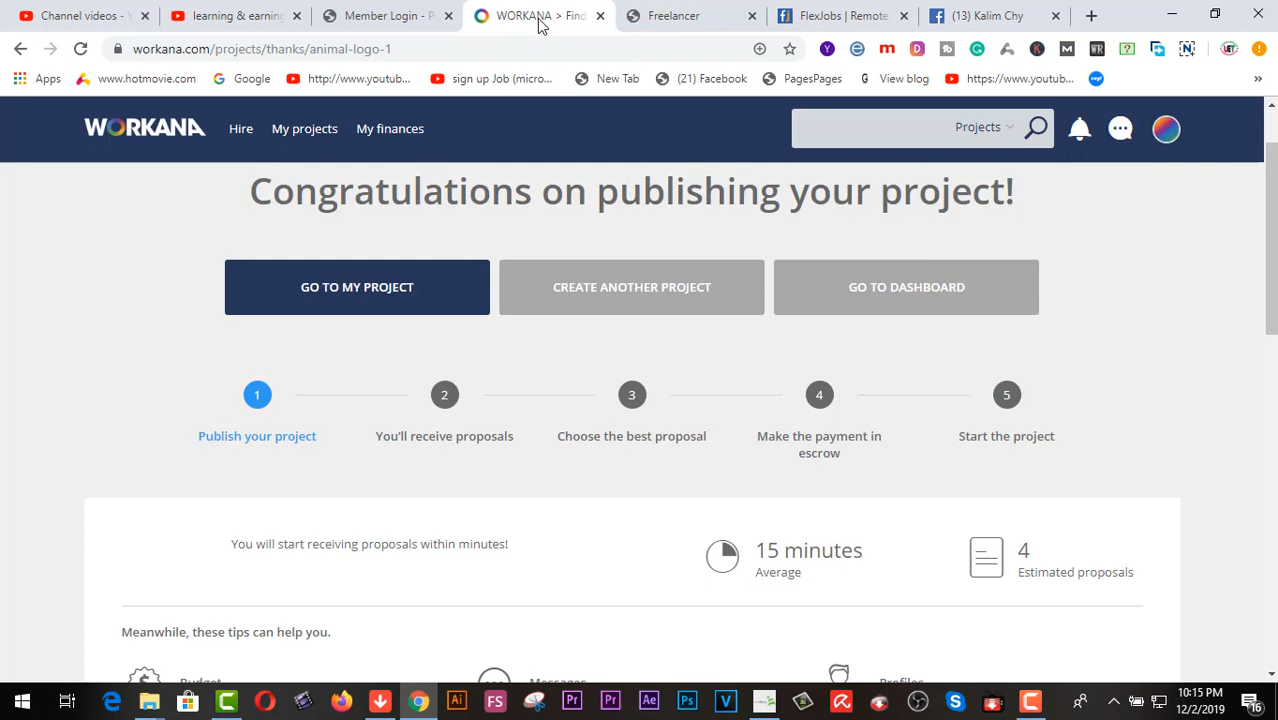 Channel videos - Y
learning & earning
Member Login - P
WORKANA > Find
Freelancer
FlexJobs | Remote
(13) Kalim Chy
workana.com/projects/thanks/animal-logo-1
Apps
www.hotmovie.com
Google
http://www.youtub...
sign up Job (micro...
New Tab
(21) Facebook
PagesPages
View blog
https://www.youtub...
WORKANA
Hire
My projects
My finances
Projects
Congratulations on publishing your project!
GO TO MY PROJECT
CREATE ANOTHER PROJECT
GO TO DASHBOARD
1
2
3
4
5
Publish your project
You'll receive proposals
Choose the best proposal
Make the payment in
escrow
Start the project
You will start receiving proposals within minutes!
15 minutes
Average
4
Estimated proposals
Meanwhile, these tips can help you.
Budget
Messages
Profiles
10:15 PM
12/2/2019
16